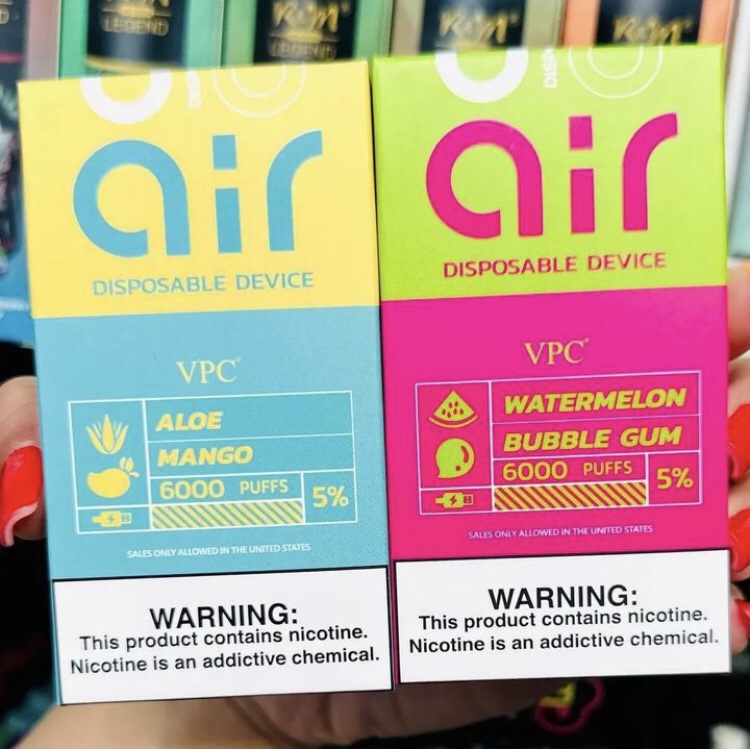 R&M
LEGEND
R&M
LEGEND
R&M
R&M
air
DISPOSABLE DEVICE
VPC
ALOE
MANGO
6000 PUFFS
5%
SALES ONLY ALLOWED IN THE UNITED STATES
WARNING:
This product contains nicotine.
Nicotine is an addictive chemical.
air
DISPOSABLE DEVICE
VPC
WATERMELON
BUBBLE GUM
6000 PUFFS
5%
SALES ONLY ALLOWED IN THE UNITED STATES
WARNING:
This product contains nicotine.
Nicotine is an addictive chemical.